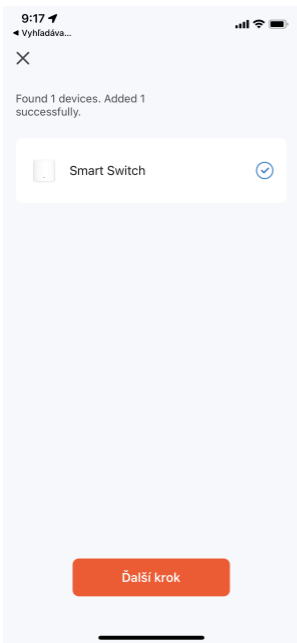 9:17
◀ Vyhľadáva...
Found 1 devices. Added 1
successfully.
Smart Switch
Ďalší krok